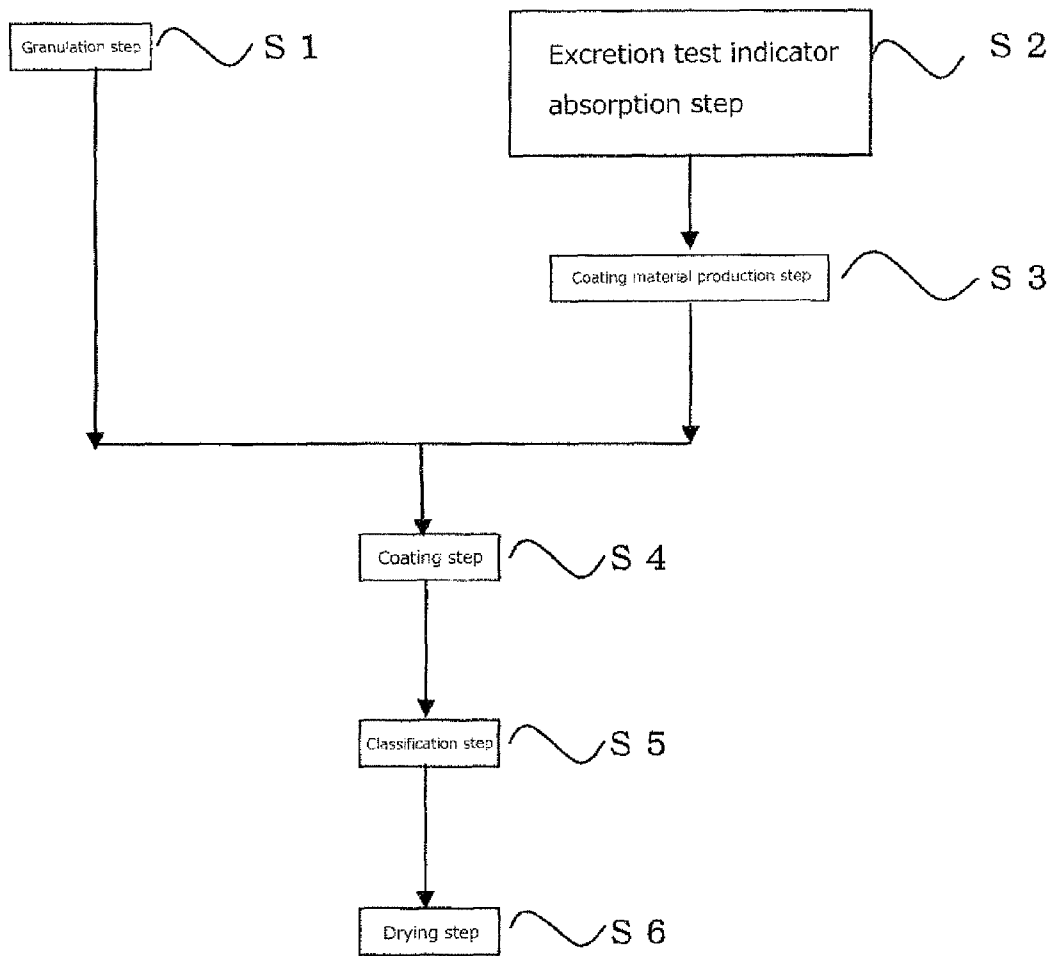 Granulation step
S 1
Excretion test indicator
absorption step
S 2
Coating material production step
S 3
Coating step
S 4
Classification step
S 5
Drying step
S 6